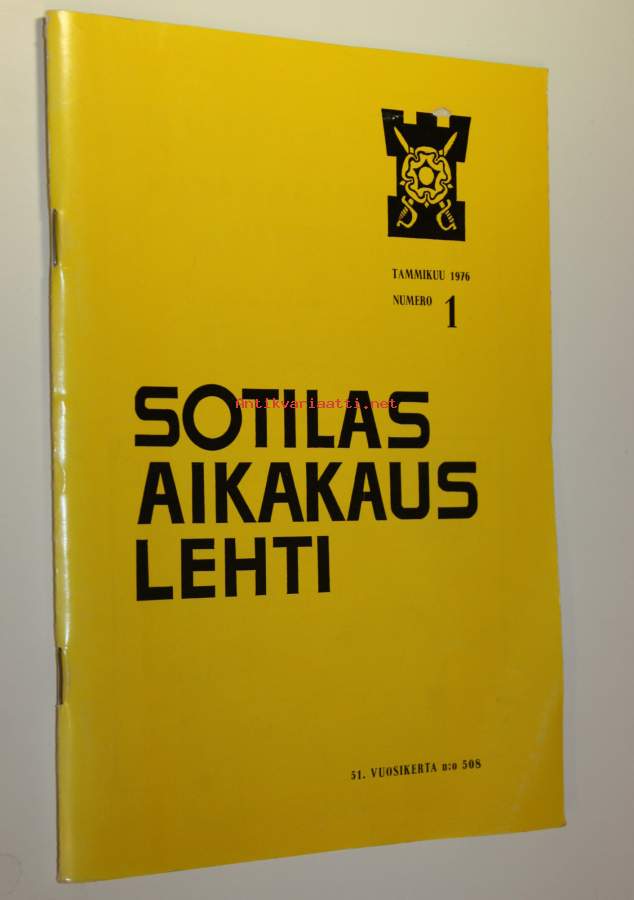 TAMMIKUU 1976
NUMERO 1
SOTILAS
Antikvariaatti.net
AIKAKAUS
LEHTI
51. VUOSIKERTA n:o 508